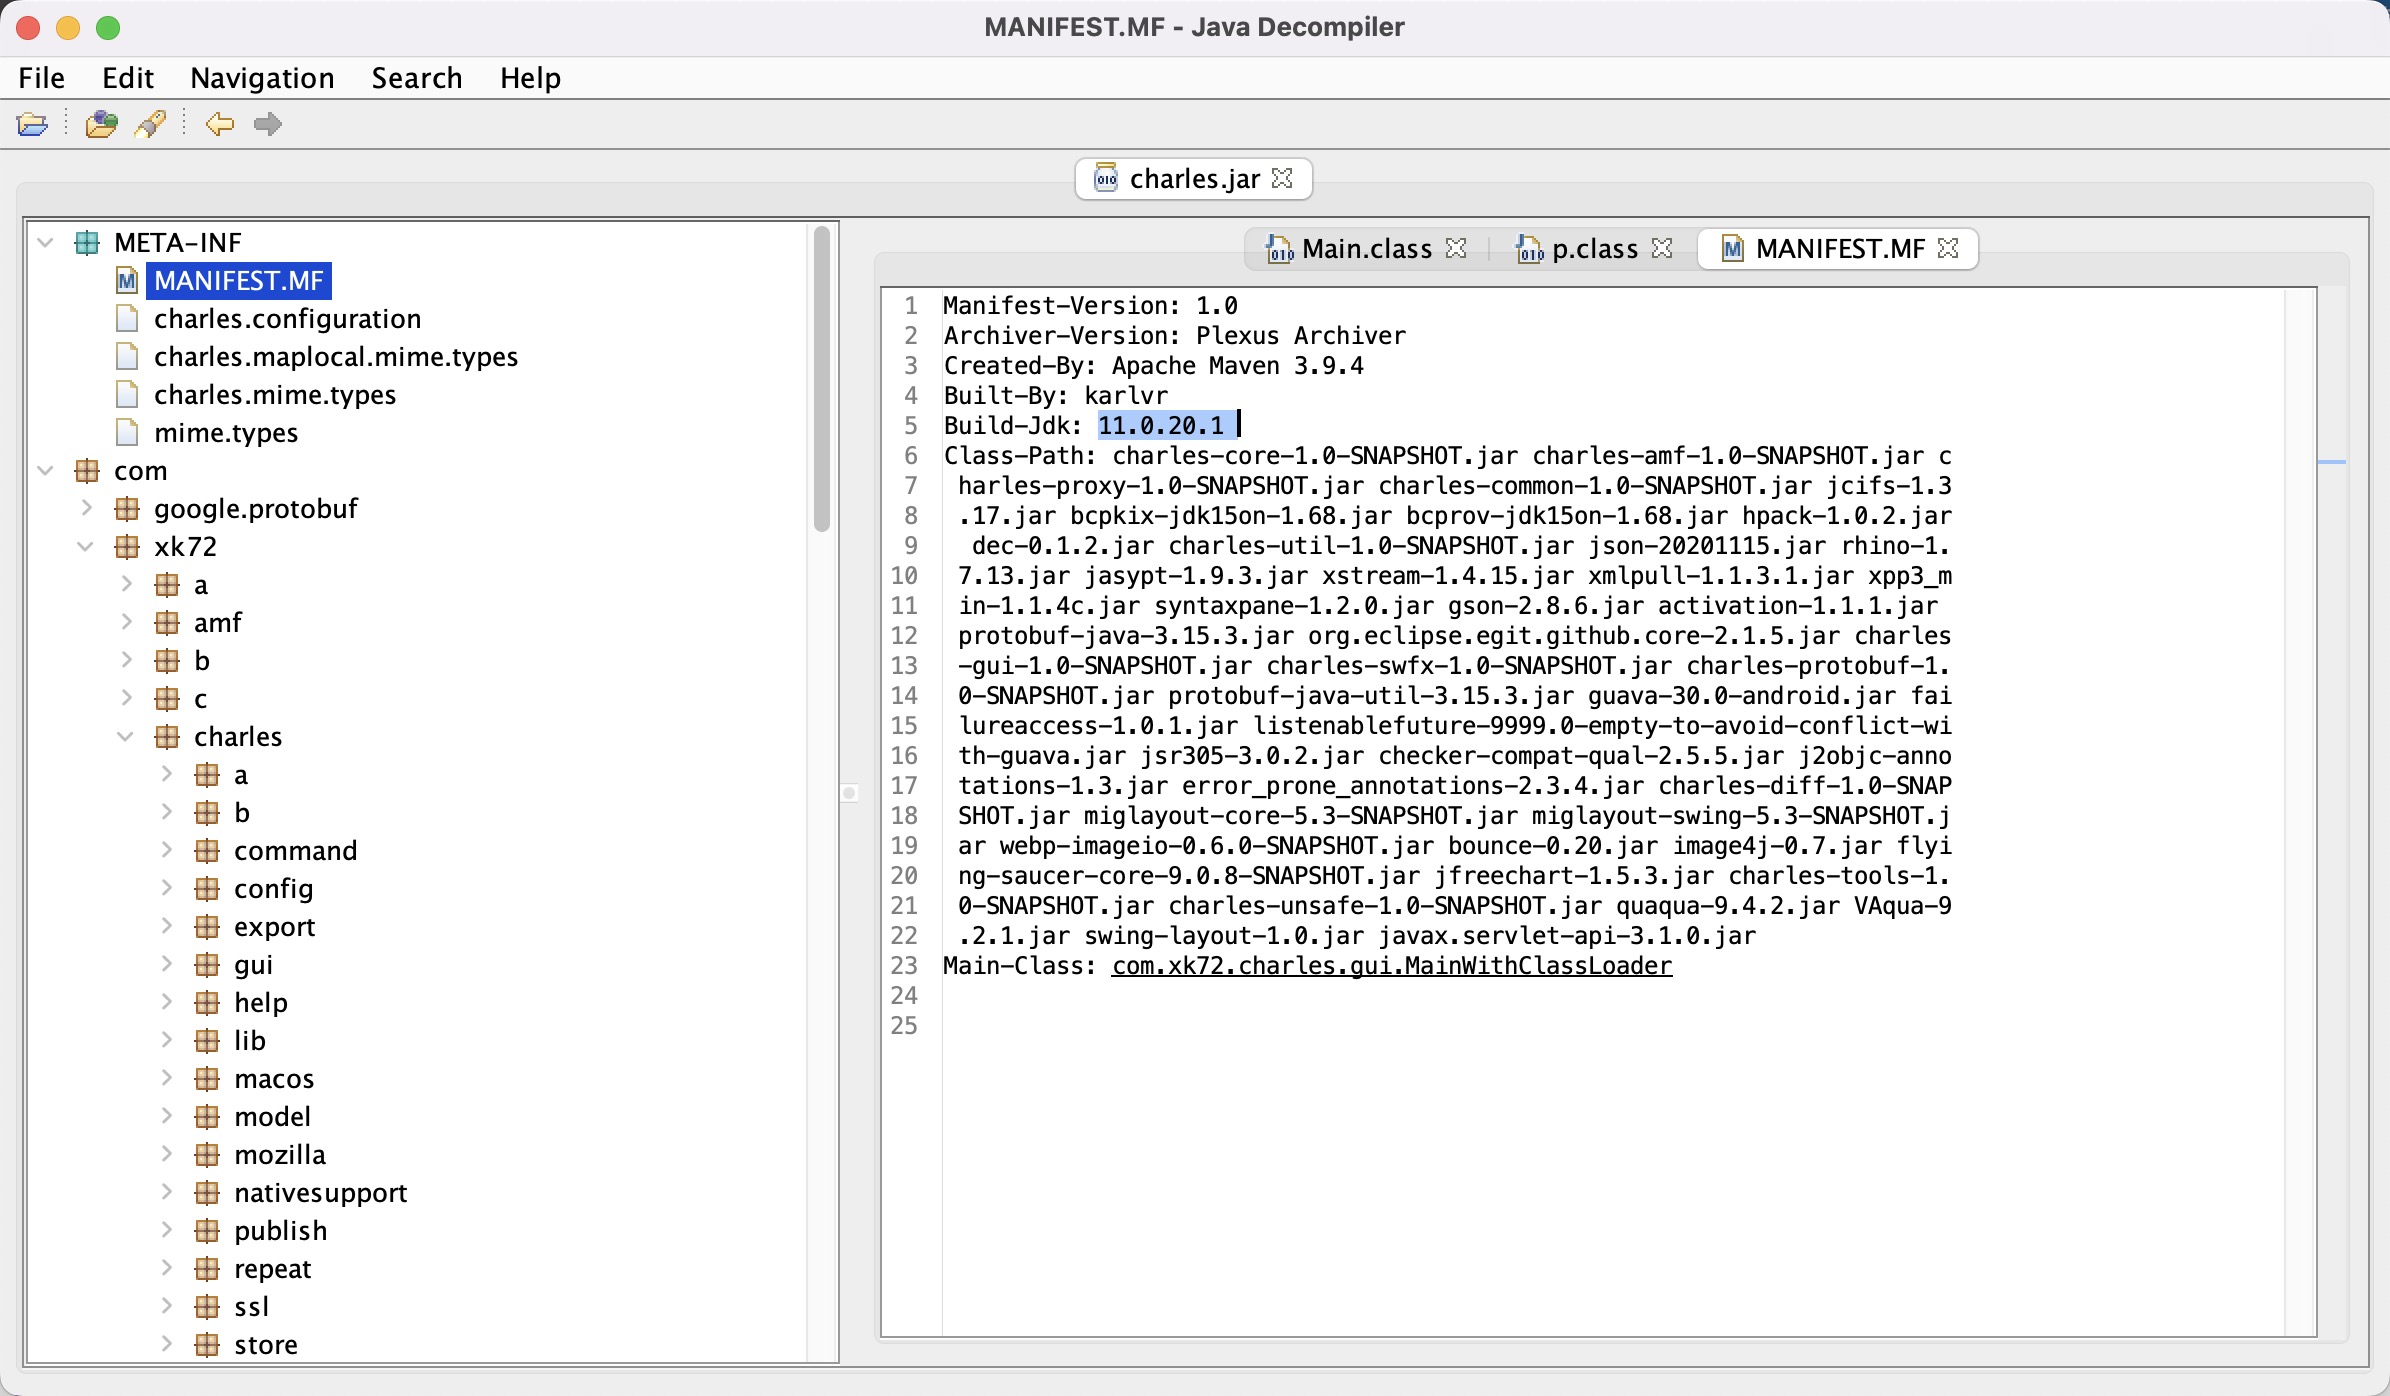 MANIFEST.MF - Java Decompiler
File Edit Navigation Search Help
charles.jar
META-INF
MANIFEST.MF
charles.configuration
charles.maplocal.mime.types
charles.mime.types
mime.types
com
google.protobuf
xk72
a
amf
b
c
charles
a
b
command
config
export
gui
help
lib
macos
model
mozilla
nativesupport
publish
repeat
ssl
store
Main.class p.class MANIFEST.MF
1 Manifest-Version: 1.0
2 Archiver-Version: Plexus Archiver
3 Created-By: Apache Maven 3.9.4
4 Built-By: karlvr
5 Build-Jdk: 11.0.20.1
6 Class-Path: charles-core-1.0-SNAPSHOT.jar charles-amf-1.0-SNAPSHOT.jar c
7 harles-proxy-1.0-SNAPSHOT.jar charles-common-1.0-SNAPSHOT.jar jcifs-1.3
8 .17.jar bcpkix-jdk15on-1.68.jar bcprov-jdk15on-1.68.jar hpack-1.0.2.jar
9 dec-0.1.2.jar charles-util-1.0-SNAPSHOT.jar json-20201115.jar rhino-1.
10 7.13.jar jasypt-1.9.3.jar xstream-1.4.15.jar xmlpull-1.1.3.1.jar xpp3_m
11 in-1.1.4c.jar syntaxpane-1.2.0.jar gson-2.8.6.jar activation-1.1.1.jar
12 protobuf-java-3.15.3.jar org.eclipse.egit.github.core-2.1.5.jar charles
13 -gui-1.0-SNAPSHOT.jar charles-swfx-1.0-SNAPSHOT.jar charles-protobuf-1.
14 0-SNAPSHOT.jar protobuf-java-util-3.15.3.jar guava-30.0-android.jar fai
15 lureaccess-1.0.1.jar listenablefuture-9999.0-empty-to-avoid-conflict-wi
16 th-guava.jar jsr305-3.0.2.jar checker-compat-qual-2.5.5.jar j2objc-anno
17 tations-1.3.jar error_prone_annotations-2.3.4.jar charles-diff-1.0-SNAP
18 SHOT.jar miglayout-core-5.3-SNAPSHOT.jar miglayout-swing-5.3-SNAPSHOT.j
19 ar webp-imageio-0.6.0-SNAPSHOT.jar bounce-0.20.jar image4j-0.7.jar flyi
20 ng-saucer-core-9.0.8-SNAPSHOT.jar jfreechart-1.5.3.jar charles-tools-1.
21 0-SNAPSHOT.jar charles-unsafe-1.0-SNAPSHOT.jar quaqua-9.4.2.jar VAqua-9
22 .2.1.jar swing-layout-1.0.jar javax.servlet-api-3.1.0.jar
23 Main-Class: com.xk72.charles.gui.MainWithClassLoader
24
25